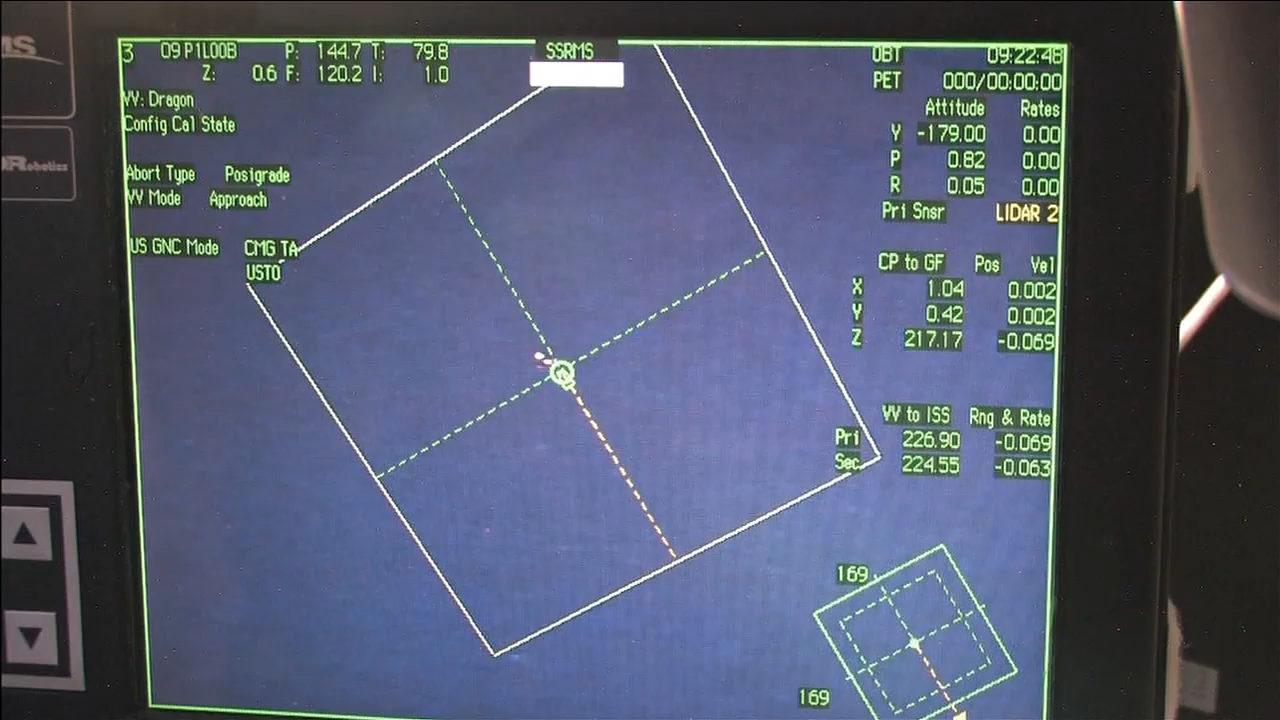 MS
Robotics
3 09 P1L00B P: 144.7 T: 79.8 SSRMS OBT 09:22:48
Z: 0.6 F: 120.2 I: 1.0 PET 000/00:00:00
VV: Dragon
Config Cal State
Abort Type Posigrade
VV Mode Approach
US GNC Mode CMG TA
USTO
Attitude Rates
Y -179.00 0.00
P 0.82 0.00
R 0.05 0.00
Pri Snsr LIDAR 2
CP to GF Pos Vel
X 1.04 0.002
Y 0.42 0.002
Z 217.17 -0.069
VV to ISS Rng & Rate
Pri 226.90 -0.069
Sec 224.55 -0.063
169
169